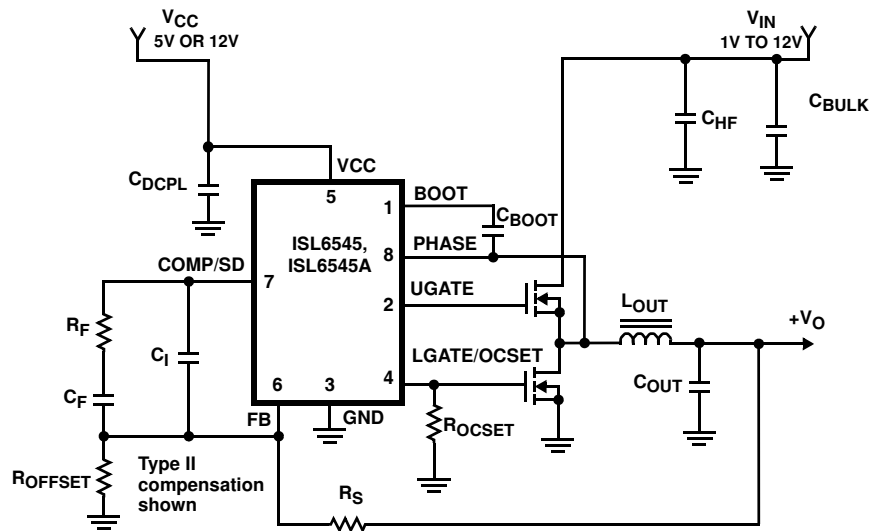 VCC
5V OR 12V
VIN
1V TO 12V
CHF
CBULK
VCC
CDCPL
5
1
BOOT
CBOOT
ISL6545,
ISL6545A
8
PHASE
COMP/SD
7
2
UGATE
RF
CI
LOUT
+VO
LGATE/OCSET
4
COUT
CF
6
3
FB
GND
ROCSET
ROFFSET
Type II
compensation
shown
RS